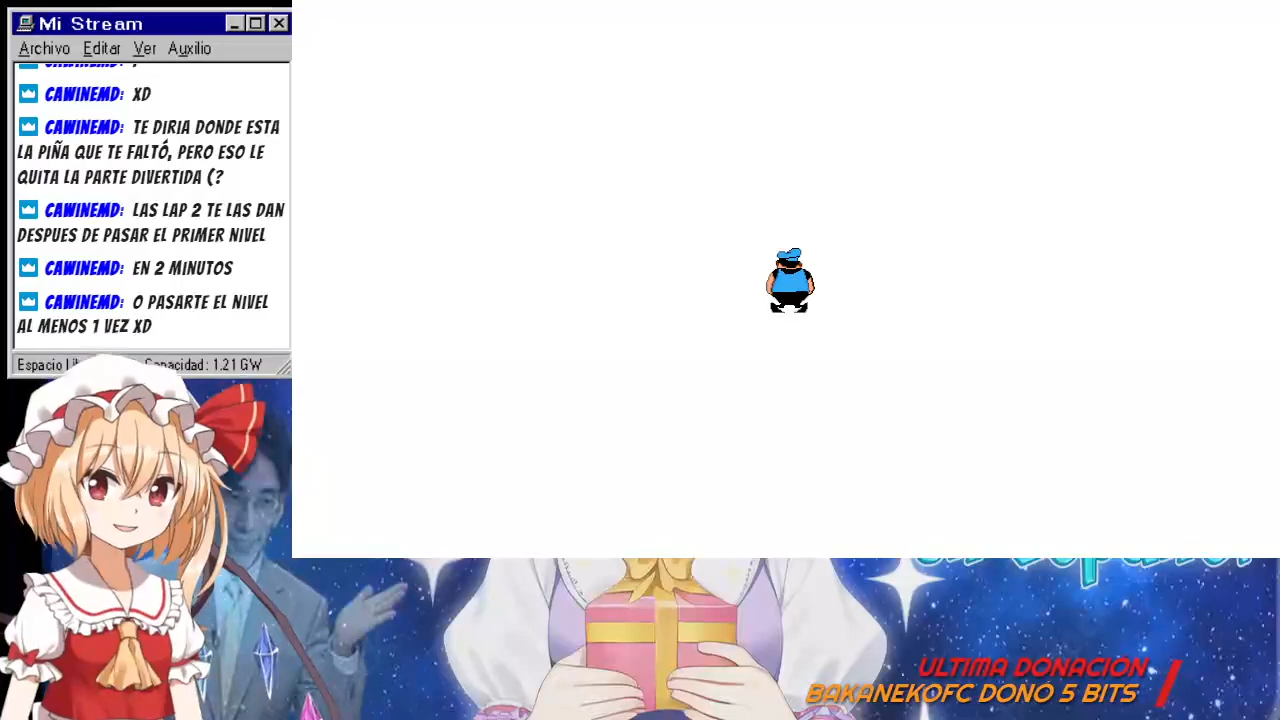 Mi Stream
Archivo Editar Ver Auxilio
CAWINEMD: XD
CAWINEMD: TE DIRIA DONDE ESTA
LA PIÑA QUE TE FALTÓ, PERO ESO LE
QUITA LA PARTE DIVERTIDA (?
CAWINEMD: LAS LAP 2 TE LAS DAN
DESPUES DE PASAR EL PRIMER NIVEL
CAWINEMD: EN 2 MINUTOS
CAWINEMD: O PASARTE EL NIVEL
AL MENOS 1 VEZ XD
Espacio Capacidad: 1.21 GW
ULTIMA DONACIÓN
BAKANEKOFC DONÓ 5 BITS